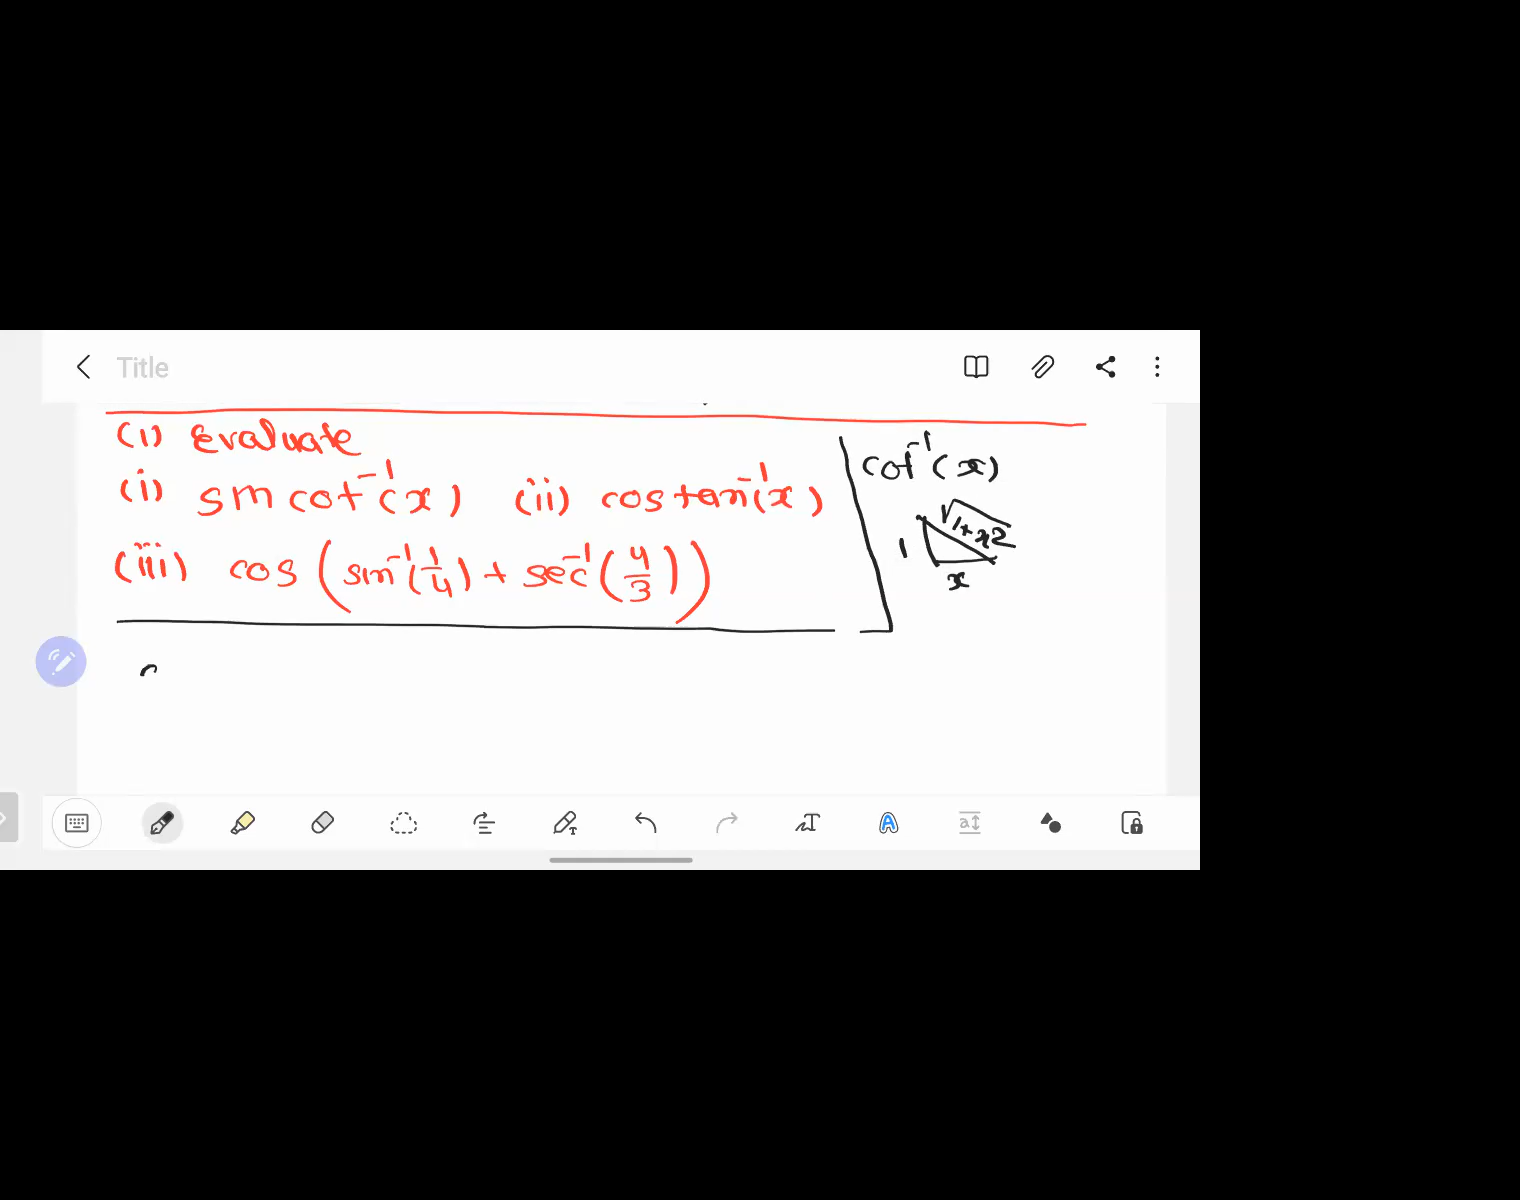 Title
(1) Evaluate
(i) sin cot⁻¹(x) (ii) cos tan⁻¹(x)
(iii) cos (sin⁻¹(1/4) + sec⁻¹(4/3))
cot⁻¹(x)
√1+x2
1
x